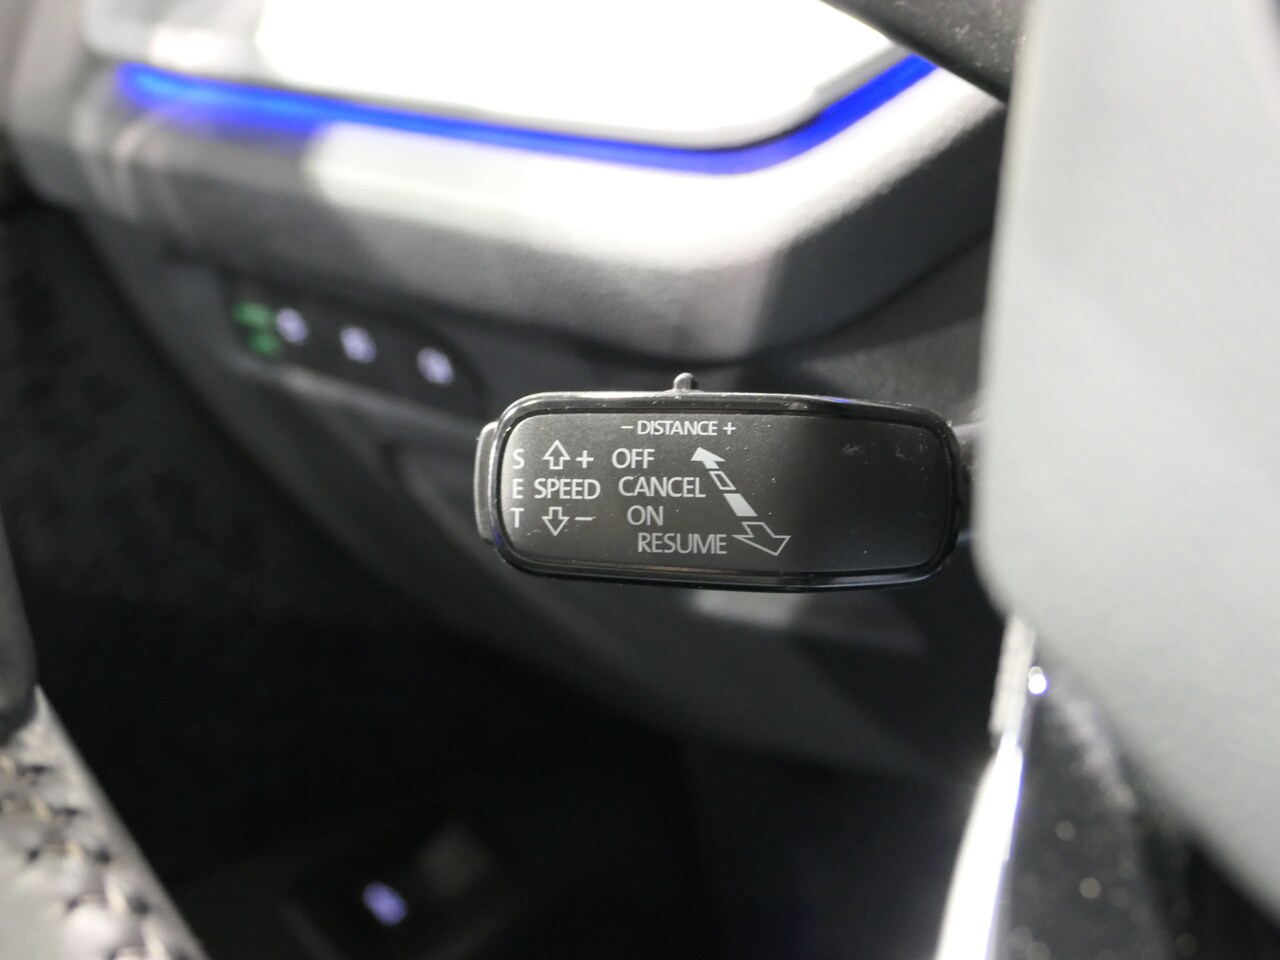 − DISTANCE +
S + OFF
E SPEED CANCEL
T − ON
RESUME